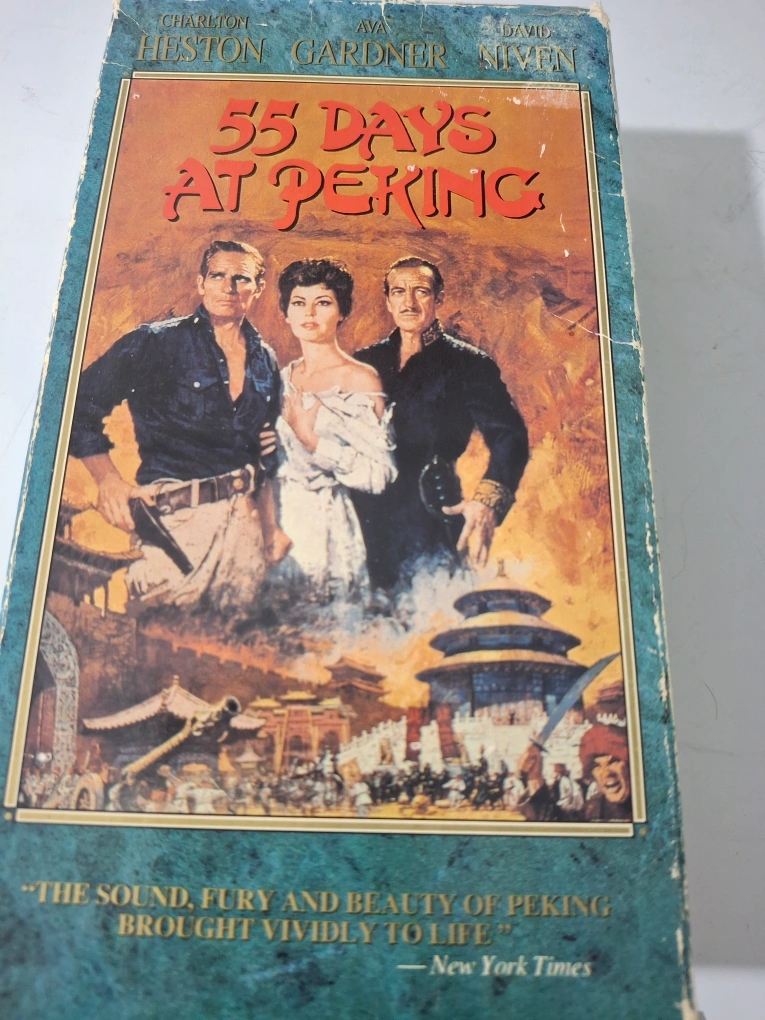 CHARLTON AVA DAVID
HESTON GARDNER NIVEN
55 DAYS
AT PEKING
"THE SOUND, FURY AND BEAUTY OF PEKING
BROUGHT VIVIDLY TO LIFE"
— New York Times